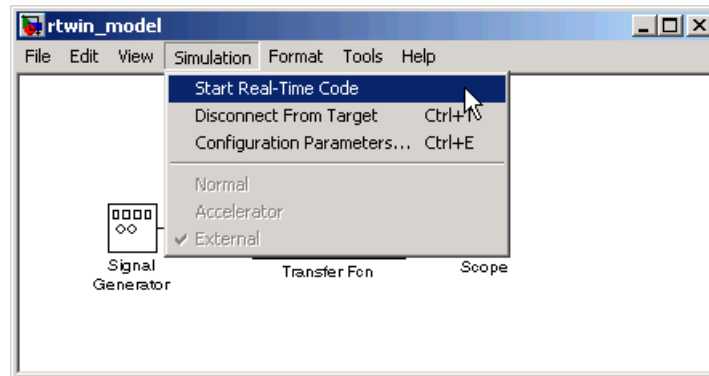 rtwin_model
File Edit View Simulation Format Tools Help
Start Real-Time Code
Disconnect From Target
Configuration Parameters... Ctrl+E
Normal
Accelerator
External
Signal
Generator
Transfer Fcn
Scope